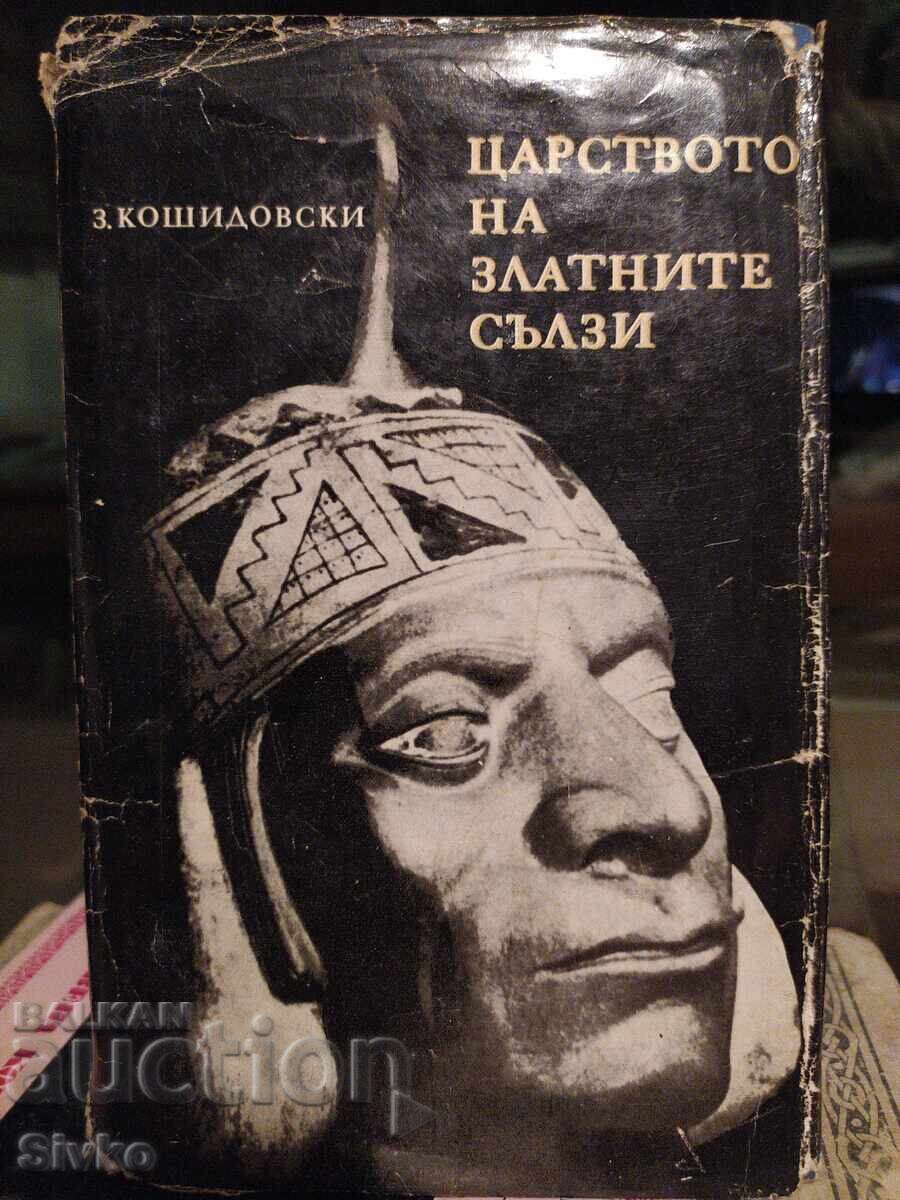 ЦАРСТВОТО
НА
ЗЛАТНИТЕ
СЪЛЗИ
З. КОШИДОВСКИ
BALKAN
auction
Sivko